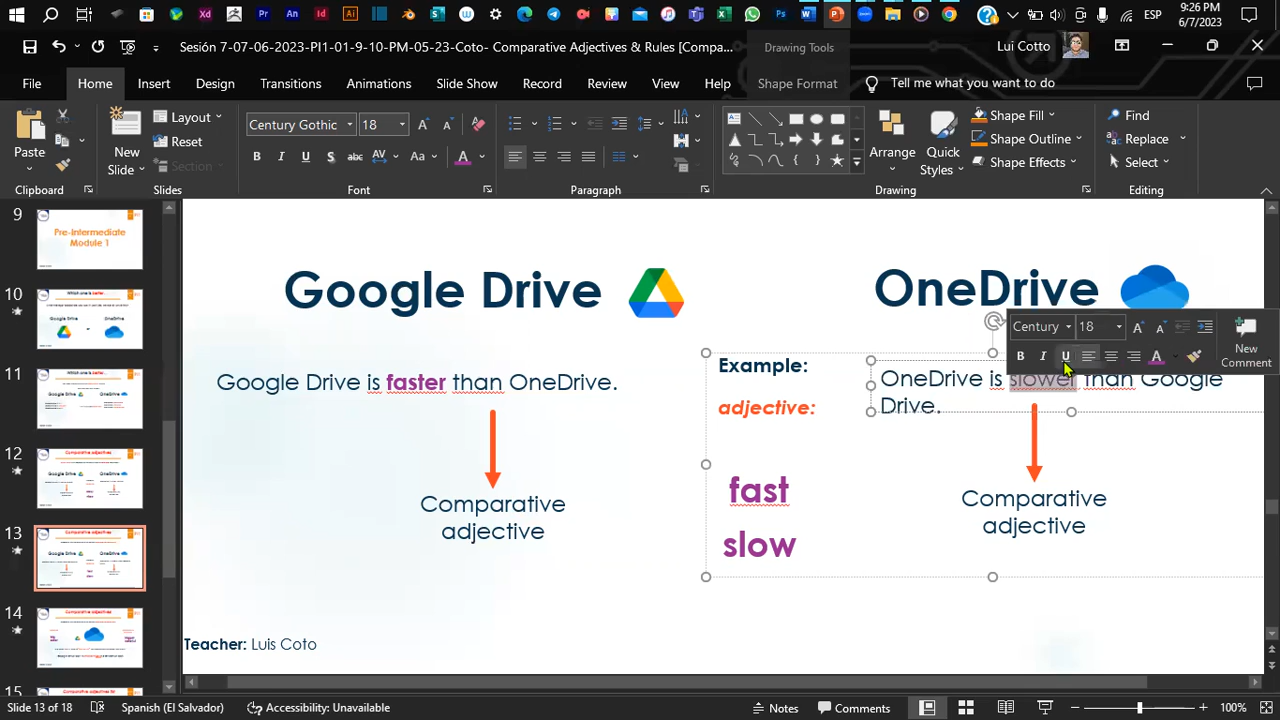 9:26 PM
ESP
6/7/2023
Sesión 7-07-06-2023-PI1-01-9-10-PM-05-23-Coto- Comparative Adjectives & Rules [Compa...
Drawing Tools
Lui Cotto
File Home Insert Design Transitions Animations Slide Show Record Review View Help Shape Format Tell me what you want to do
Paste
New Slide
Layout
Reset
Section
Century Gothic 18
Arrange
Quick Styles
Shape Fill
Shape Outline
Shape Effects
Find
Replace
Select
Clipboard Slides Font Paragraph Drawing Editing
9
Pre-Intermediate
Module 1
10
11
12
13
14
15
Google Drive
Google Drive is faster than OneDrive.
Comparative
adjective
Example:
adjective:
fast
slow
OneDrive
Century 18
New
Comment
OneDrive is than Google
Drive.
Comparative
adjective
Teacher: Luis Coto
Slide 13 of 18 Spanish (El Salvador) Accessibility: Unavailable Notes Comments 100%